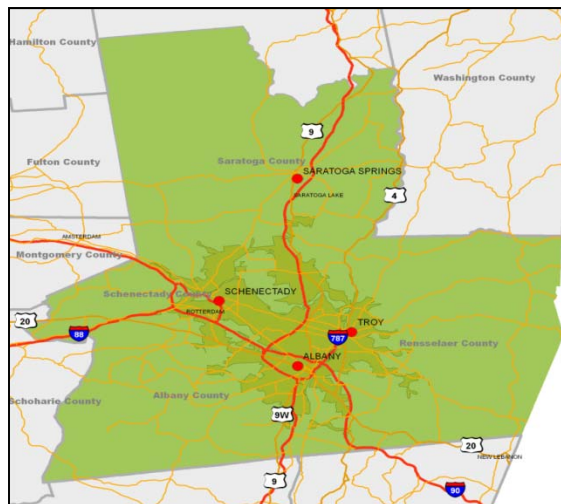 Hamilton County
Washington County
9
Saratoga County
Fulton County
SARATOGA SPRINGS
4
SARATOGA LAKE
AMSTERDAM
Montgomery County
Schenectady County
SCHENECTADY
ROTTERDAM
20
88
TROY
787
Rensselaer County
ALBANY
Albany County
Schoharie County
9W
20
NEW LEBANON
9
90